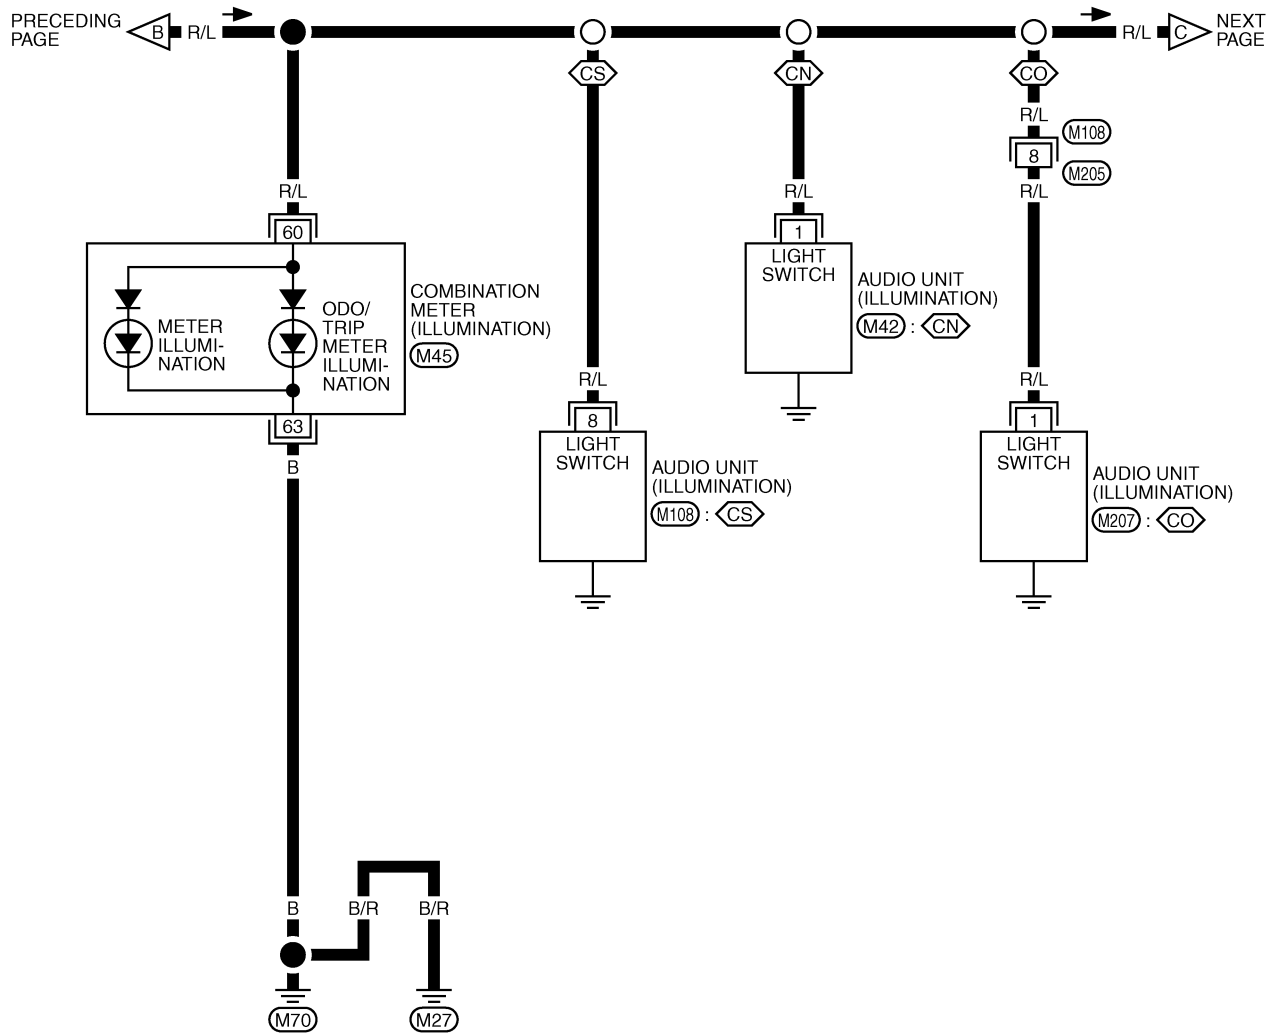 PRECEDING
PAGE
B
R/L
R/L
C
NEXT
PAGE
CS
CN
CO
R/L
M108
8
M205
R/L
R/L
R/L
60
1
LIGHT
SWITCH
AUDIO UNIT
(ILLUMINATION)
M42 : CN
METER
ILLUMI-
NATION
ODO/
TRIP
METER
ILLUMI-
NATION
COMBINATION
METER
(ILLUMINATION)
M45
63
B
R/L
8
LIGHT
SWITCH
AUDIO UNIT
(ILLUMINATION)
M108 : CS
R/L
1
LIGHT
SWITCH
AUDIO UNIT
(ILLUMINATION)
M207 : CO
B
B/R
B/R
M70
M27